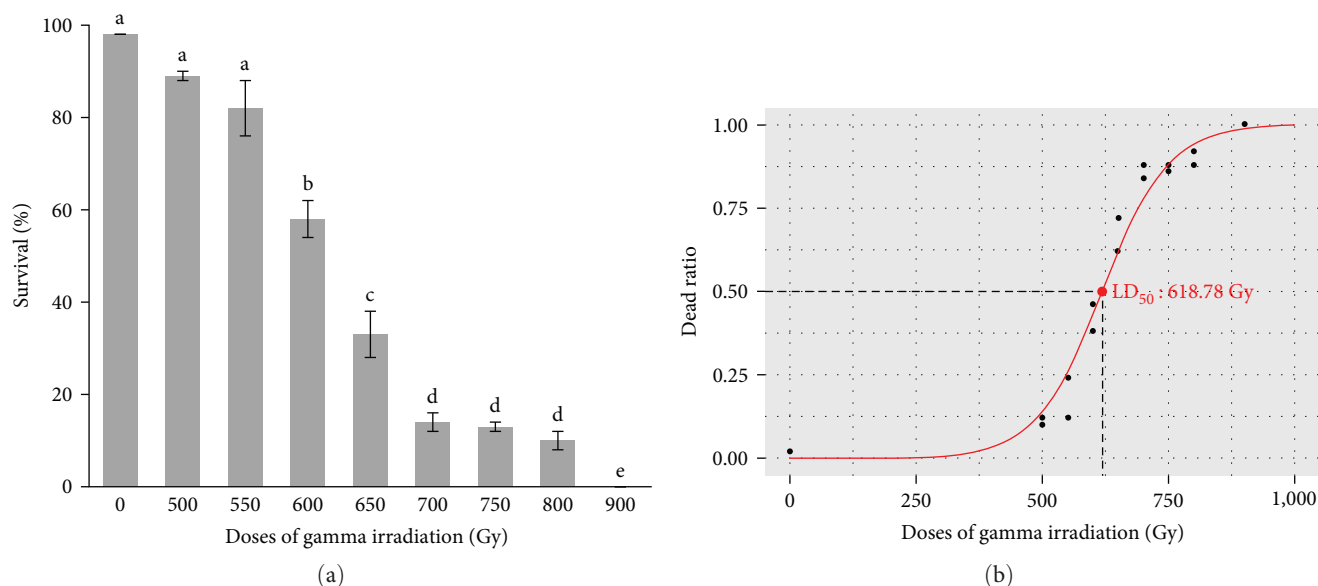 a
a
a
b
c
d
d
d
e
100
80
60
40
20
0
Survival (%)
0 500 550 600 650 700 750 800 900
Doses of gamma irradiation (Gy)
(a)
1.00
0.75
0.50
0.25
0.00
Dead ratio
LD50 : 618.78 Gy
0 250 500 750 1,000
Doses of gamma irradiation (Gy)
(b)